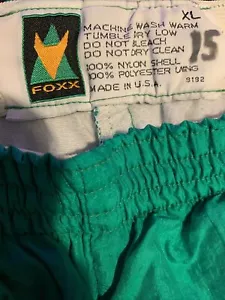 XL
MACHINE WASH WARM
TUMBLE DRY LOW
DO NOT BLEACH
DO NOT DRY CLEAN
100% NYLON SHELL
100% POLYESTER LINING
MADE IN U.S.A.
9192
FOXX